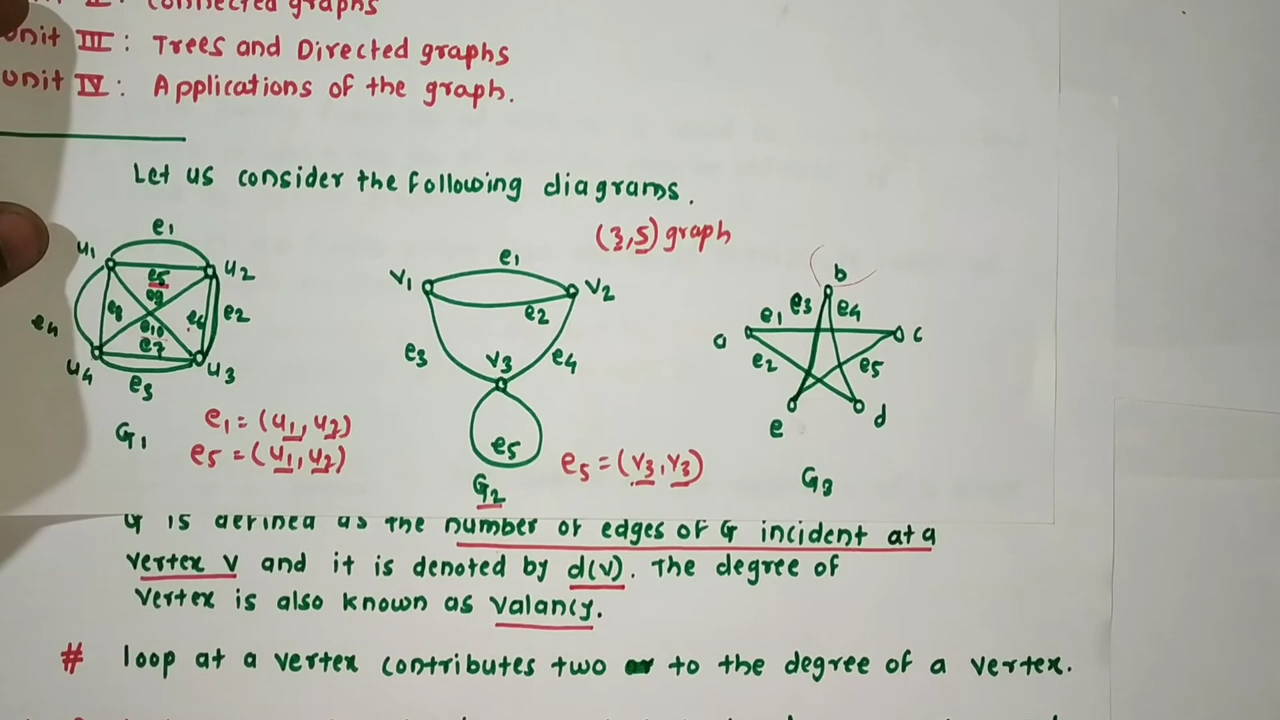 II : Connected graphs
Unit III : Trees and Directed graphs
Unit IV : Applications of the graph.
Let us consider the following diagrams.
(3,5) graph
e1
u1
u2
e5
e9
e8
e6
e2
e4
e10
e7
u4
u3
e3
G1
e1 = (u1, u2)
e5 = (u1, u2)
e1
v1
v2
e2
e3
v3
e4
e5
G2
e5 = (v3, v3)
b
e1
e3
e4
a
c
e2
e5
e
d
G3
G is defined as the number of edges of G incident at a
vertex v and it is denoted by d(v). The degree of
vertex is also known as valancy.
# loop at a vertex contributes two to the degree of a vertex.